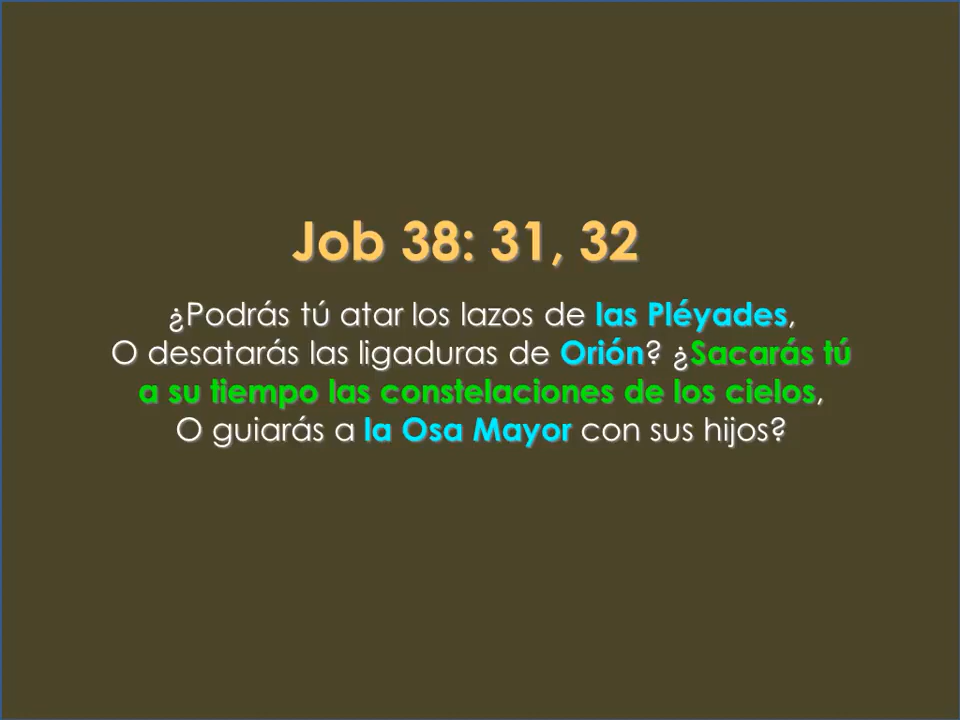 Job 38: 31, 32
¿Podrás tú atar los lazos de las Pléyades,
O desatarás las ligaduras de Orión? ¿Sacarás tú
a su tiempo las constelaciones de los cielos,
O guiarás a la Osa Mayor con sus hijos?